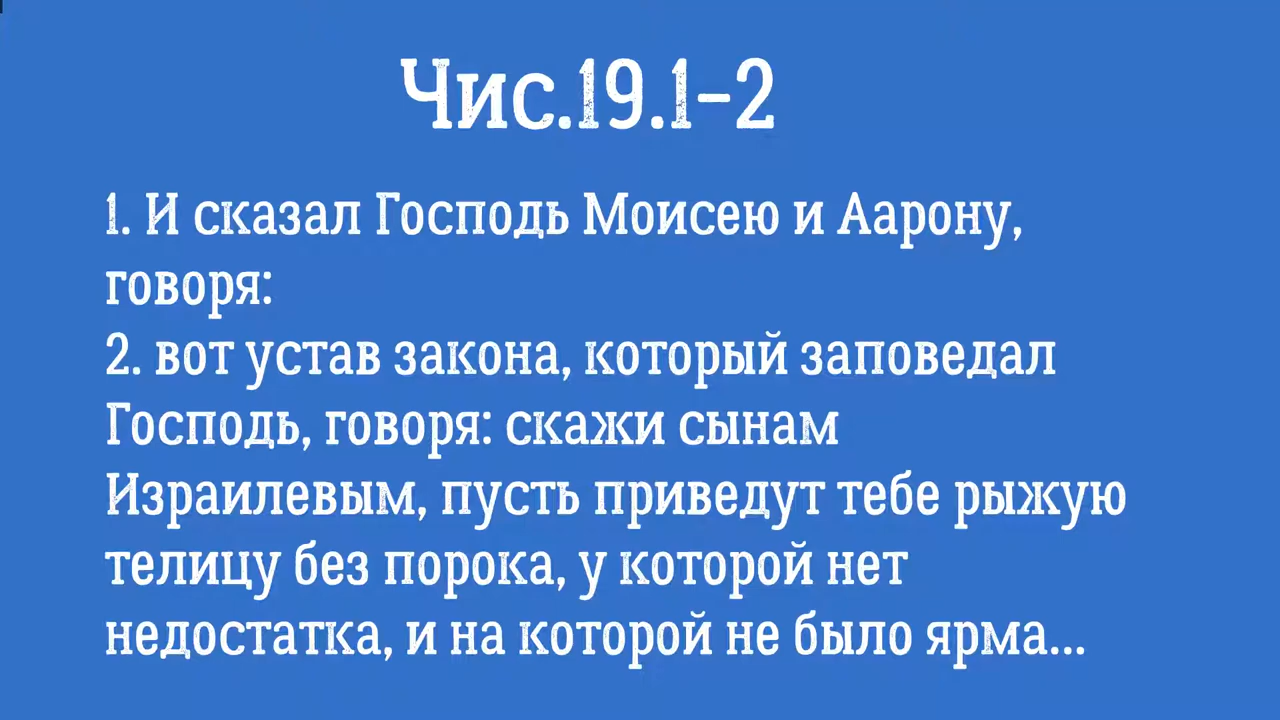 Чис.19.1-2
1. И сказал Господь Моисею и Аарону,
говоря:
2. вот устав закона, который заповедал
Господь, говоря: скажи сынам
Израилевым, пусть приведут тебе рыжую
телицу без порока, у которой нет
недостатка, и на которой не было ярма...